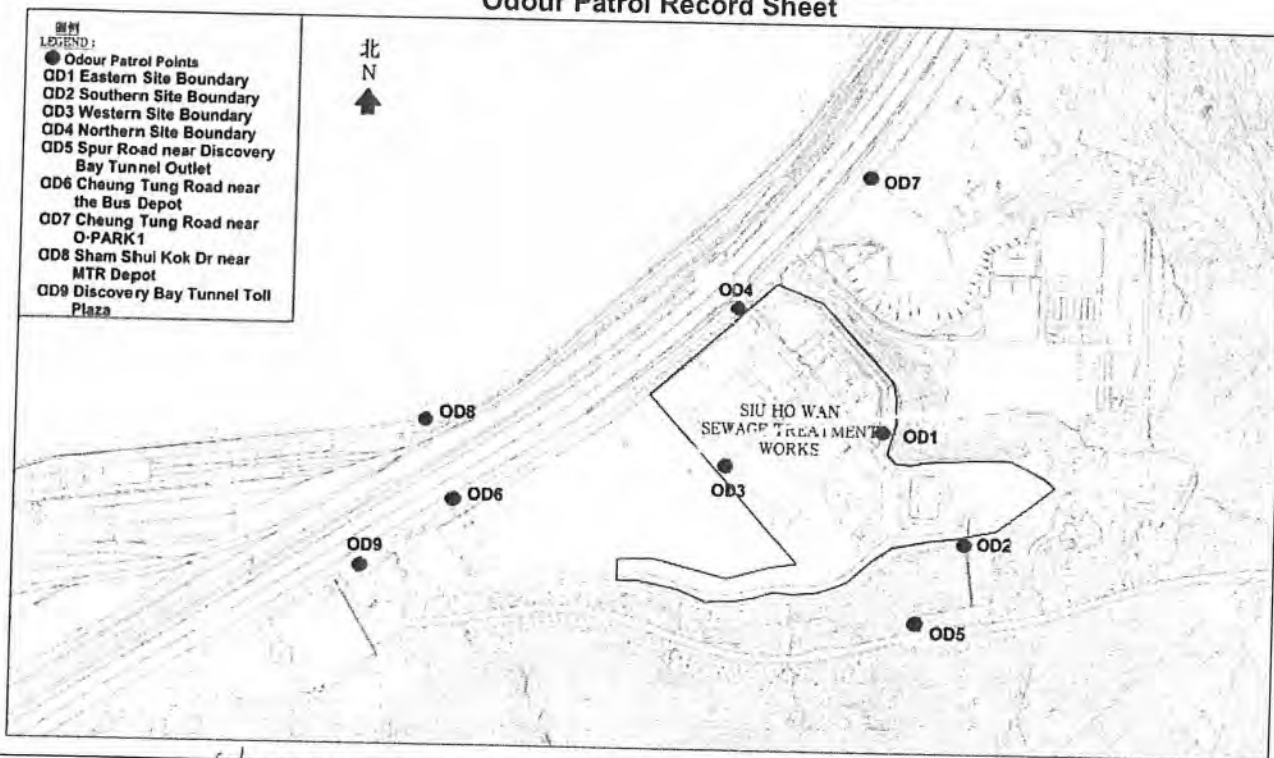 Odour Patrol Record Sheet
圖例
LEGEND :
Odour Patrol Points
OD1 Eastern Site Boundary
OD2 Southern Site Boundary
OD3 Western Site Boundary
OD4 Northern Site Boundary
OD5 Spur Road near Discovery
Bay Tunnel Outlet
OD6 Cheung Tung Road near
the Bus Depot
OD7 Cheung Tung Road near
O·PARK1
OD8 Sham Shui Kok Dr near
MTR Depot
OD9 Discovery Bay Tunnel Toll
Plaza
北
N
OD7
OD4
OD8
SIU HO WAN
SEWAGE TREATMENT
WORKS
OD1
OD3
OD6
OD9
OD2
OD5